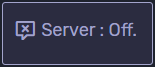 Server : Off.